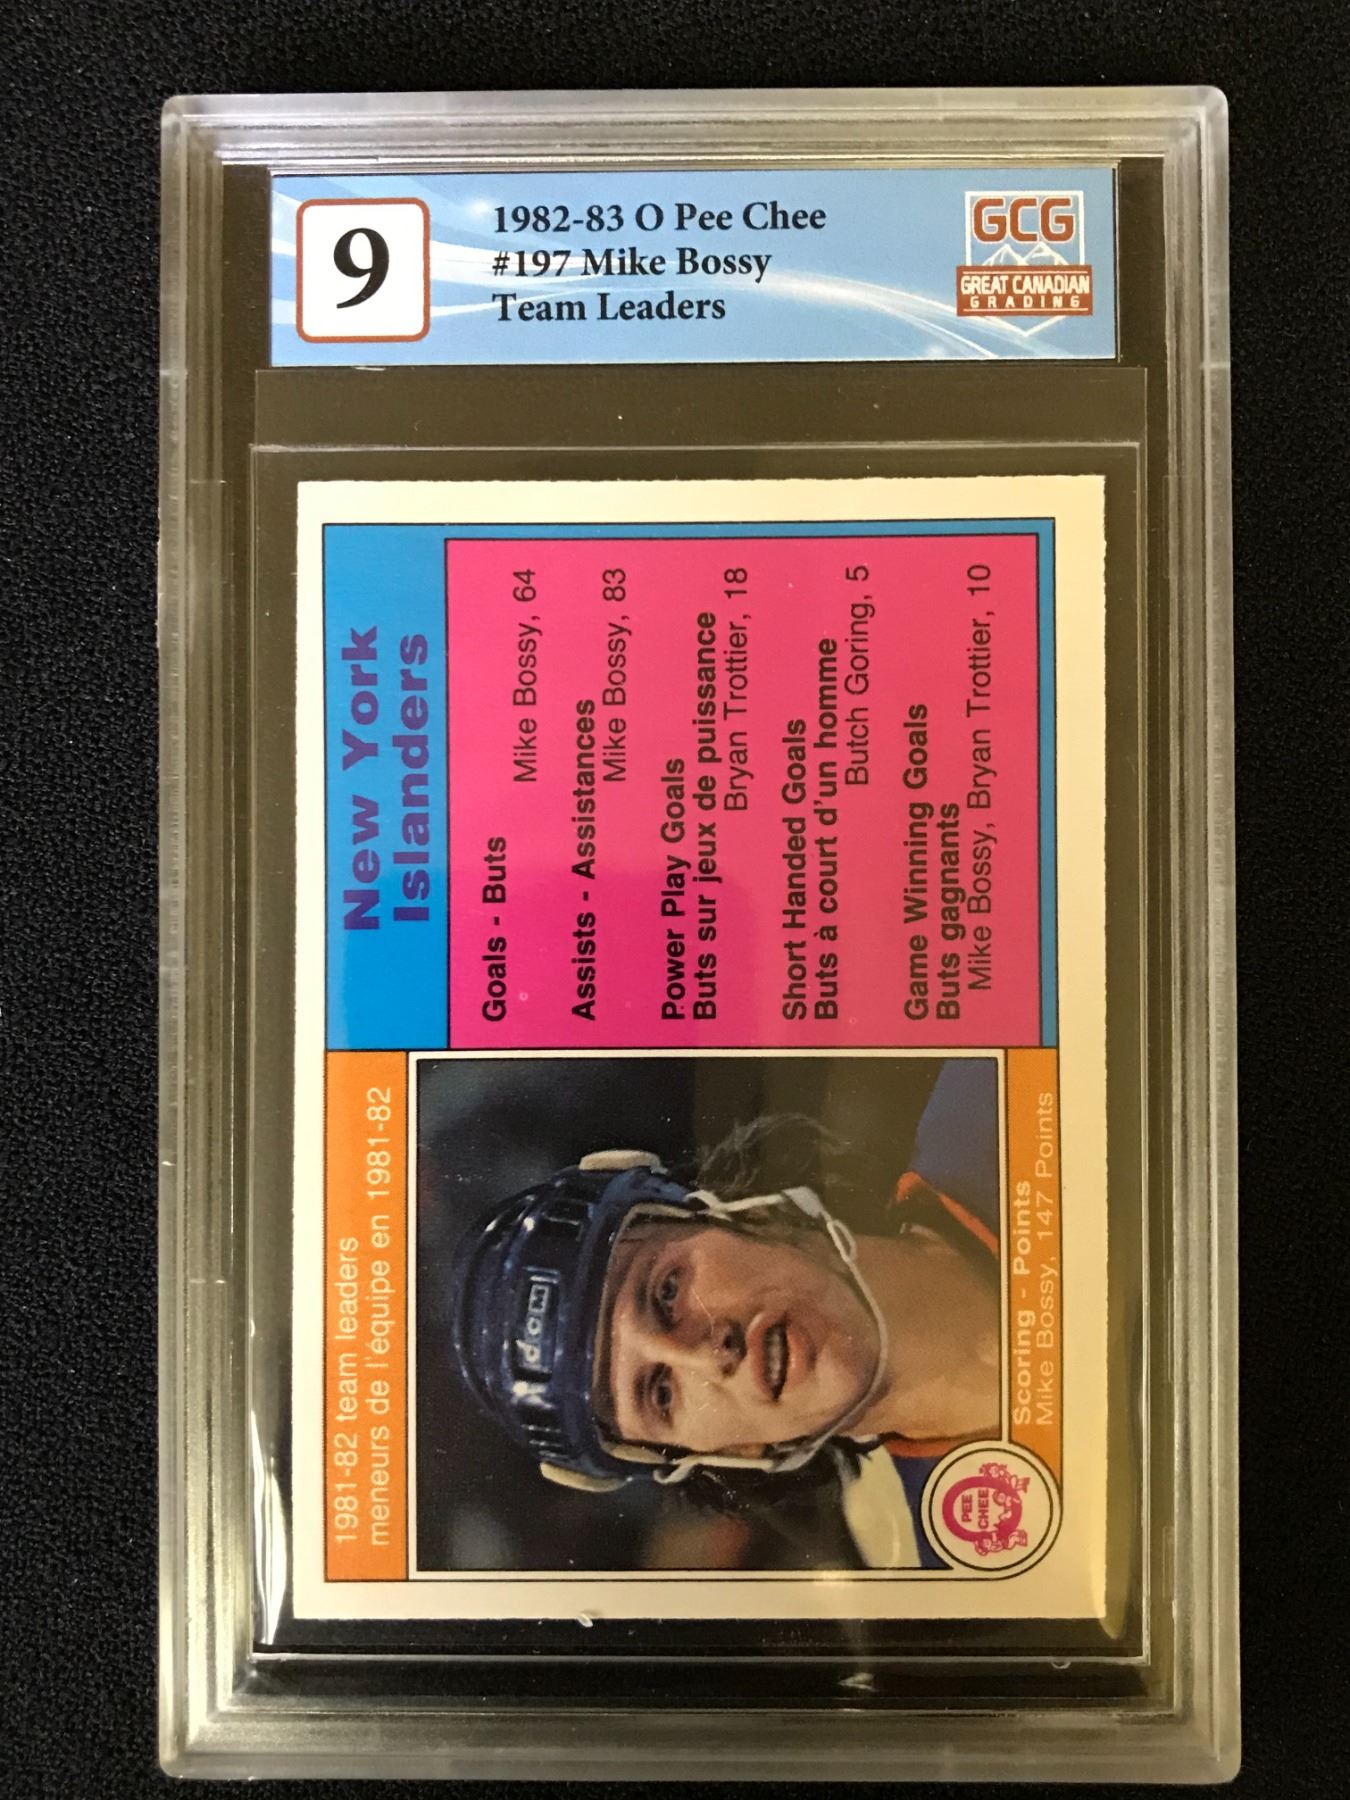 9
1982-83 O Pee Chee
#197 Mike Bossy
Team Leaders
GCG
GREAT CANADIAN
GRADING
1981-82 team leaders
meneurs de l'équipe en 1981-82
New York
Islanders
Goals - Buts
Mike Bossy, 64
Assists - Assistances
Mike Bossy, 83
Power Play Goals
Buts sur jeux de puissance
Bryan Trottier, 18
Short Handed Goals
Buts à court d'un homme
Butch Goring, 5
Game Winning Goals
Buts gagnants
Mike Bossy, Bryan Trottier, 10
Scoring - Points
Mike Bossy, 147 Points
O
PEE
CHEE